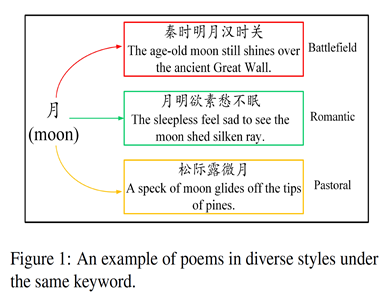 秦时明月汉时关
The age-old moon still shines over
the ancient Great Wall.
Battlefield
月
(moon)
月明欲素愁不眠
The sleepless feel sad to see the
moon shed silken ray.
Romantic
松际露微月
A speck of moon glides off the tips
of pines.
Pastoral
Figure 1: An example of poems in diverse styles under
the same keyword.